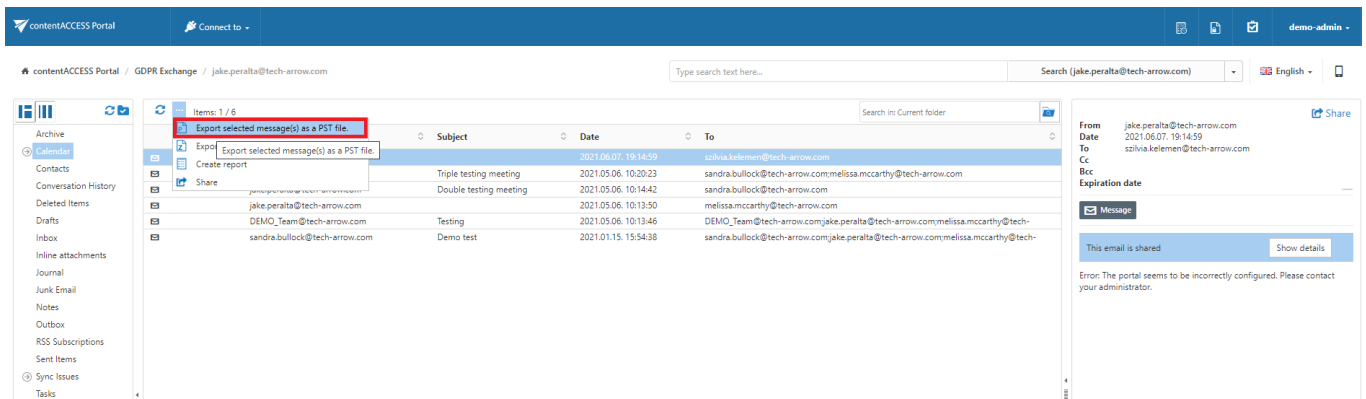 contentACCESS Portal
Connect to
demo-admin
contentACCESS Portal / GDPR Exchange / jake.peralta@tech-arrow.com
Type search text here...
Search (jake.peralta@tech-arrow.com)
English
Items: 1 / 6
Search in: Current folder
Export selected message(s) as a PST file.
Expor
Export selected message(s) as a PST file.
Create report
Share
Subject
Date
To
2021.06.07. 19:14:59
szilvia.kelemen@tech-arrow.com
Triple testing meeting
2021.05.06. 10:20:23
sandra.bullock@tech-arrow.com;melissa.mccarthy@tech-arrow.com
jake.peralta@tech-arrow.com
Double testing meeting
2021.05.06. 10:14:42
sandra.bullock@tech-arrow.com
jake.peralta@tech-arrow.com
2021.05.06. 10:13:50
melissa.mccarthy@tech-arrow.com
DEMO_Team@tech-arrow.com
Testing
2021.05.06. 10:13:46
DEMO_Team@tech-arrow.com;jake.peralta@tech-arrow.com;melissa.mccarthy@tech-
sandra.bullock@tech-arrow.com
Demo test
2021.01.15. 15:54:38
sandra.bullock@tech-arrow.com;jake.peralta@tech-arrow.com;melissa.mccarthy@tech-
Archive
Calendar
Contacts
Conversation History
Deleted Items
Drafts
Inbox
Inline attachments
Journal
Junk Email
Notes
Outbox
RSS Subscriptions
Sent Items
Sync Issues
Tasks
Share
From jake.peralta@tech-arrow.com
Date 2021.06.07. 19:14:59
To szilvia.kelemen@tech-arrow.com
Cc
Bcc
Expiration date
Message
This email is shared
Show details
Error: The portal seems to be incorrectly configured. Please contact
your administrator.